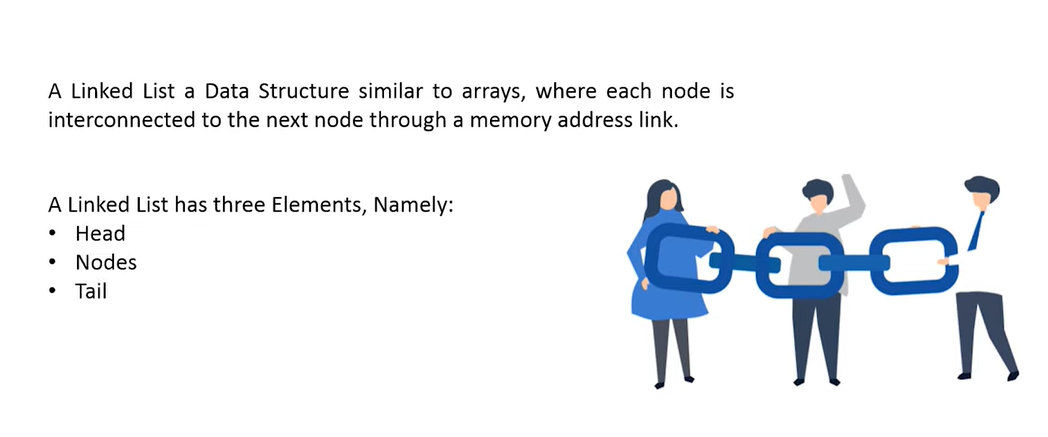 A Linked List a Data Structure similar to arrays, where each node is
interconnected to the next node through a memory address link.
A Linked List has three Elements, Namely:
• Head
• Nodes
• Tail